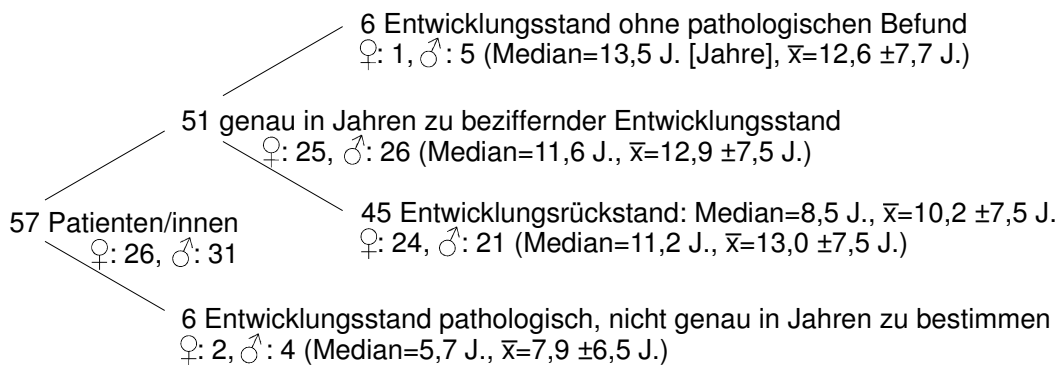 6 Entwicklungsstand ohne pathologischen Befund
♀: 1, ♂: 5 (Median=13,5 J. [Jahre], x̅=12,6 ±7,7 J.)
51 genau in Jahren zu beziffernder Entwicklungsstand
♀: 25, ♂: 26 (Median=11,6 J., x̅=12,9 ±7,5 J.)
45 Entwicklungsrückstand: Median=8,5 J., x̅=10,2 ±7,5 J.
♀: 24, ♂: 21 (Median=11,2 J., x̅=13,0 ±7,5 J.)
57 Patienten/innen
♀: 26, ♂: 31
6 Entwicklungsstand pathologisch, nicht genau in Jahren zu bestimmen
♀: 2, ♂: 4 (Median=5,7 J., x̅=7,9 ±6,5 J.)